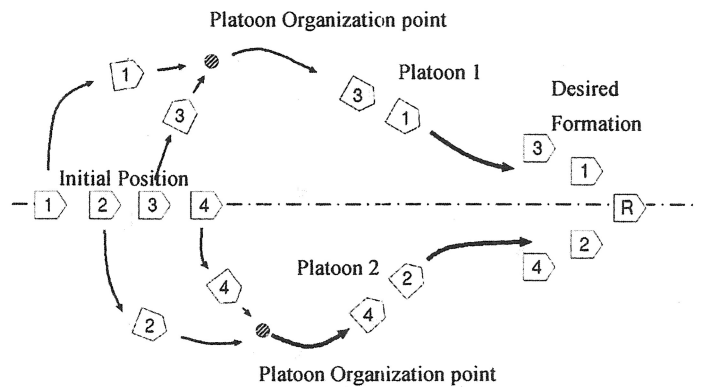 Platoon Organization point
1
3
Platoon 1
3
1
Desired
Formation
3
1
Initial Position
1
2
3
4
R
2
4
Platoon 2
2
4
4
2
Platoon Organization point